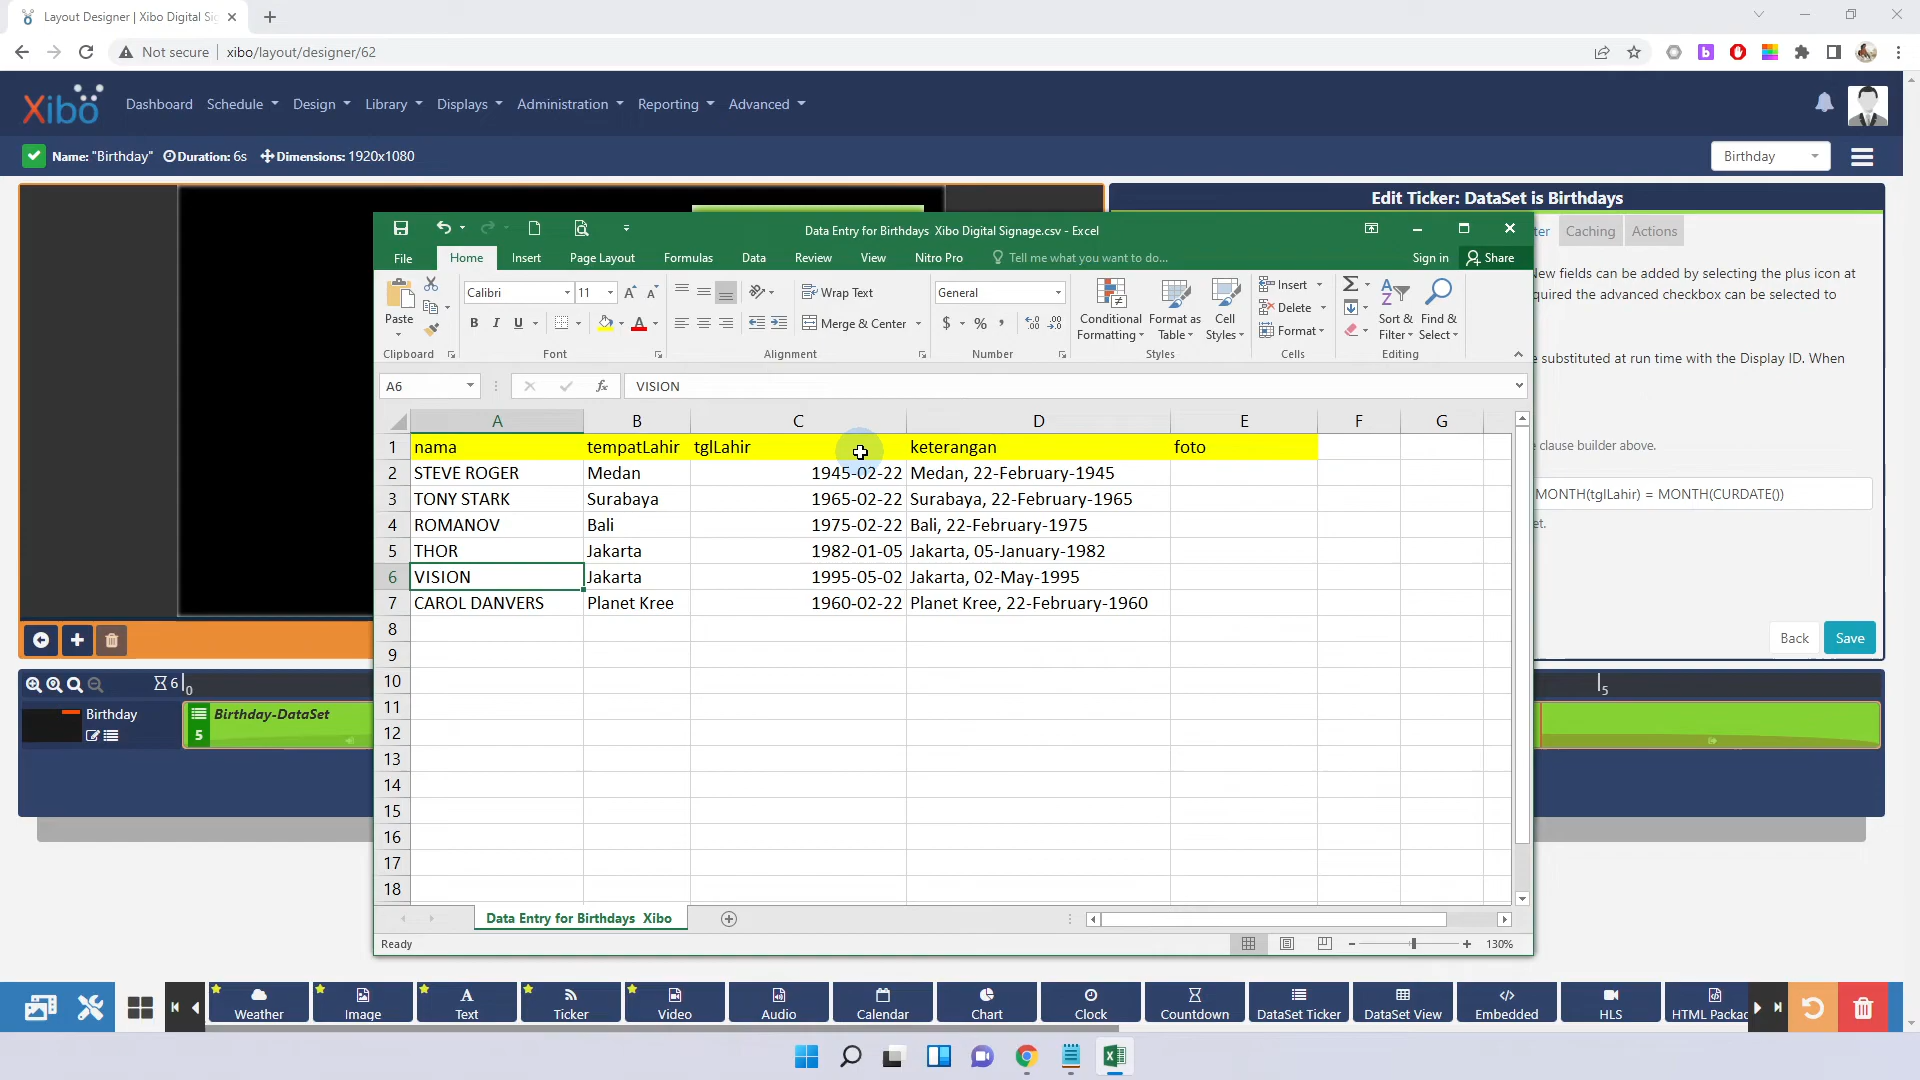 Layout Designer | Xibo Digital Sig
Not secure
xibo/layout/designer/62
Xibo
Dashboard Schedule Design Library Displays Administration Reporting Advanced
Name: "Birthday" Duration: 6s Dimensions: 1920x1080
Birthday
Edit Ticker: DataSet is Birthdays
ter Caching Actions
New fields can be added by selecting the plus icon at
quired the advanced checkbox can be selected to
e substituted at run time with the Display ID. When
e clause builder above.
MONTH(tglLahir) = MONTH(CURDATE())
et.
Back Save
Data Entry for Birthdays Xibo Digital Signage.csv - Excel
File Home Insert Page Layout Formulas Data Review View Nitro Pro Tell me what you want to do... Sign in Share
Paste
Clipboard
Calibri 11
B I U
Font
Wrap Text
Merge & Center
Alignment
General
$ % ,
Number
Conditional Formatting
Format as Table
Cell Styles
Styles
Insert
Delete
Format
Cells
Sort & Filter
Find & Select
Editing
A6 fx VISION
A B C D E F G
1 nama tempatLahir tglLahir keterangan foto
2 STEVE ROGER Medan 1945-02-22 Medan, 22-February-1945
3 TONY STARK Surabaya 1965-02-22 Surabaya, 22-February-1965
4 ROMANOV Bali 1975-02-22 Bali, 22-February-1975
5 THOR Jakarta 1982-01-05 Jakarta, 05-January-1982
6 VISION Jakarta 1995-05-02 Jakarta, 02-May-1995
7 CAROL DANVERS Planet Kree 1960-02-22 Planet Kree, 22-February-1960
8
9
10
11
12
13
14
15
16
17
18
Data Entry for Birthdays Xibo
Ready
130%
6 0 5
Birthday
Birthday-DataSet
5
Weather Image Text Ticker Video Audio Calendar Chart Clock Countdown DataSet Ticker DataSet View Embedded HLS HTML Packag